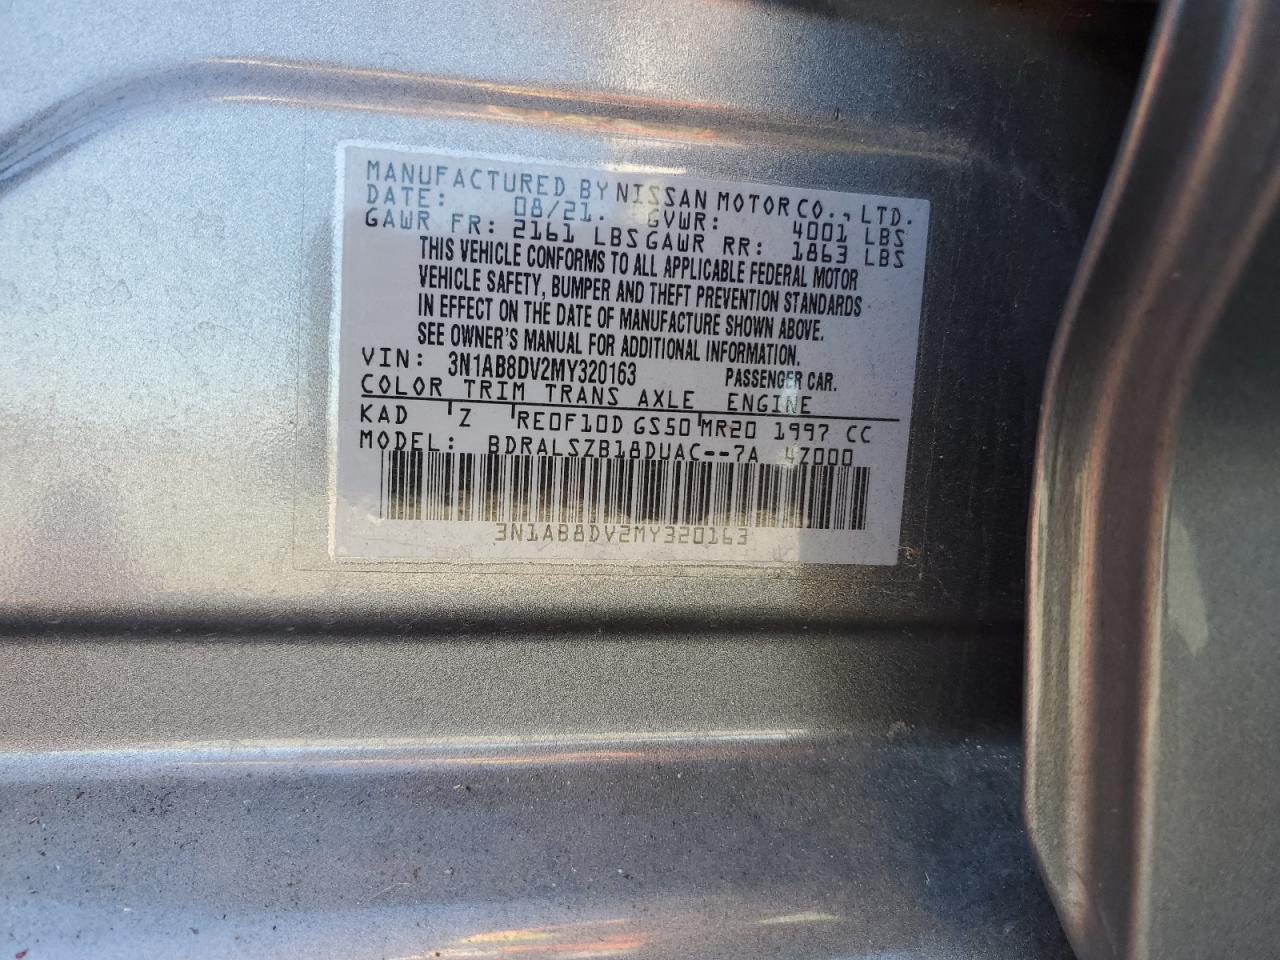 MANUFACTURED BY NISSAN MOTOR CO., LTD.
DATE: 08/21. GVWR: 4001 LBS
GAWR FR: 2161 LBS GAWR RR: 1863 LBS
THIS VEHICLE CONFORMS TO ALL APPLICABLE FEDERAL MOTOR
VEHICLE SAFETY, BUMPER AND THEFT PREVENTION STANDARDS
IN EFFECT ON THE DATE OF MANUFACTURE SHOWN ABOVE.
SEE OWNER'S MANUAL FOR ADDITIONAL INFORMATION.
VIN: 3N1AB8DV2MY320163 PASSENGER CAR.
COLOR TRIM TRANS AXLE ENGINE
KAD Z RE0F10D GS50 MR20 1997 CC
MODEL: BDRALSZB18DUAC--7A 4Z000
3N1AB8DV2MY320163